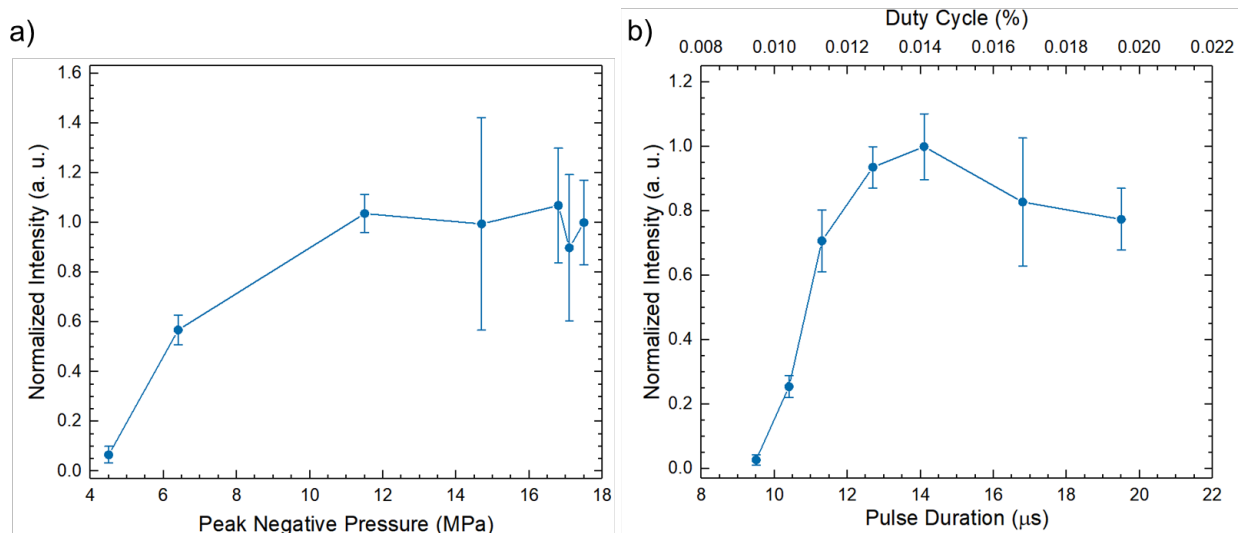 a)
1.6
1.4
1.2
1.0
0.8
0.6
0.4
0.2
0.0
Normalized Intensity (a. u.)
4 6 8 10 12 14 16 18
Peak Negative Pressure (MPa)
b)
Duty Cycle (%)
0.008 0.010 0.012 0.014 0.016 0.018 0.020 0.022
1.2
1.0
0.8
0.6
0.4
0.2
0.0
Normalized Intensity (a. u.)
8 10 12 14 16 18 20 22
Pulse Duration (μs)